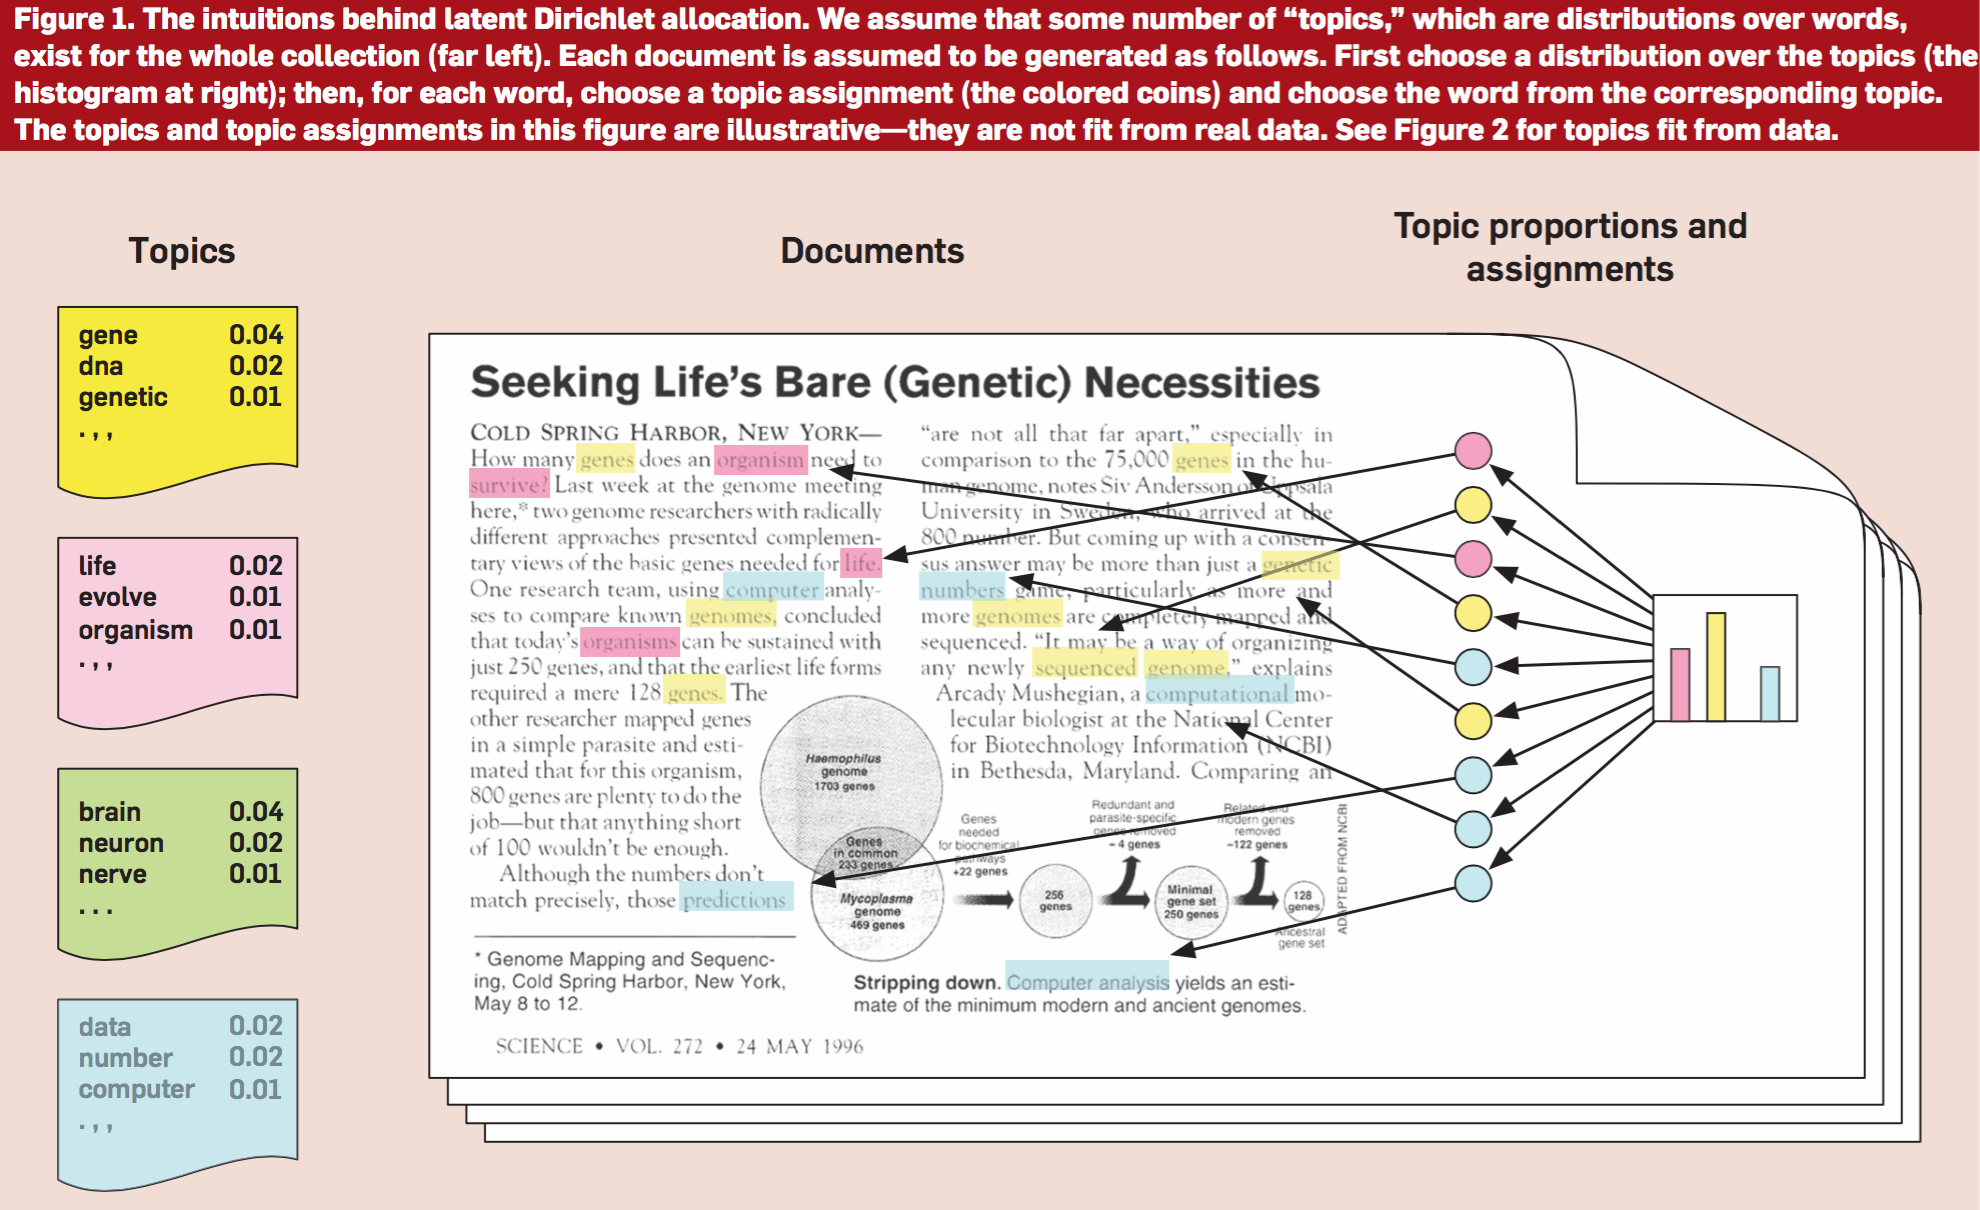 Figure 1. The intuitions behind latent Dirichlet allocation. We assume that some number of “topics,” which are distributions over words,
exist for the whole collection (far left). Each document is assumed to be generated as follows. First choose a distribution over the topics (the
histogram at right); then, for each word, choose a topic assignment (the colored coins) and choose the word from the corresponding topic.
The topics and topic assignments in this figure are illustrative—they are not fit from real data. See Figure 2 for topics fit from data.
Topics
gene 0.04
dna 0.02
genetic 0.01
. , ,
life 0.02
evolve 0.01
organism 0.01
. , ,
brain 0.04
neuron 0.02
nerve 0.01
. . .
data 0.02
number 0.02
computer 0.01
. , ,
Documents
Seeking Life’s Bare (Genetic) Necessities
COLD SPRING HARBOR, NEW YORK—
How many genes does an organism need to
survive? Last week at the genome meeting
here,* two genome researchers with radically
different approaches presented complemen-
tary views of the basic genes needed for life.
One research team, using computer analy-
ses to compare known genomes, concluded
that today’s organisms can be sustained with
just 250 genes, and that the earliest life forms
required a mere 128 genes. The
other researcher mapped genes
in a simple parasite and esti-
mated that for this organism,
800 genes are plenty to do the
job—but that anything short
of 100 wouldn’t be enough.
Although the numbers don’t
match precisely, those predictions
* Genome Mapping and Sequenc-
ing, Cold Spring Harbor, New York,
May 8 to 12.
“are not all that far apart,” especially in
comparison to the 75,000 genes in the hu-
man genome, notes Siv Andersson of Uppsala
University in Sweden, who arrived at the
800 number. But coming up with a consen-
sus answer may be more than just a genetic
numbers game, particularly as more and
more genomes are completely mapped and
sequenced. “It may be a way of organizing
any newly sequenced genome,” explains
Arcady Mushegian, a computational mo-
lecular biologist at the National Center
for Biotechnology Information (NCBI)
in Bethesda, Maryland. Comparing an
Haemophilus
genome
1703 genes
Genes
in common
233 genes
Mycoplasma
genome
469 genes
Genes
needed
for biochemical
pathways
+22 genes
256
genes
Redundant and
parasite-specific
genes removed
– 4 genes
Minimal
gene set
250 genes
Related and
modern genes
removed
–122 genes
128
genes
Ancestral
gene set
ADAPTED FROM NCBI
Stripping down. Computer analysis yields an esti-
mate of the minimum modern and ancient genomes.
SCIENCE • VOL. 272 • 24 MAY 1996
Topic proportions and
assignments